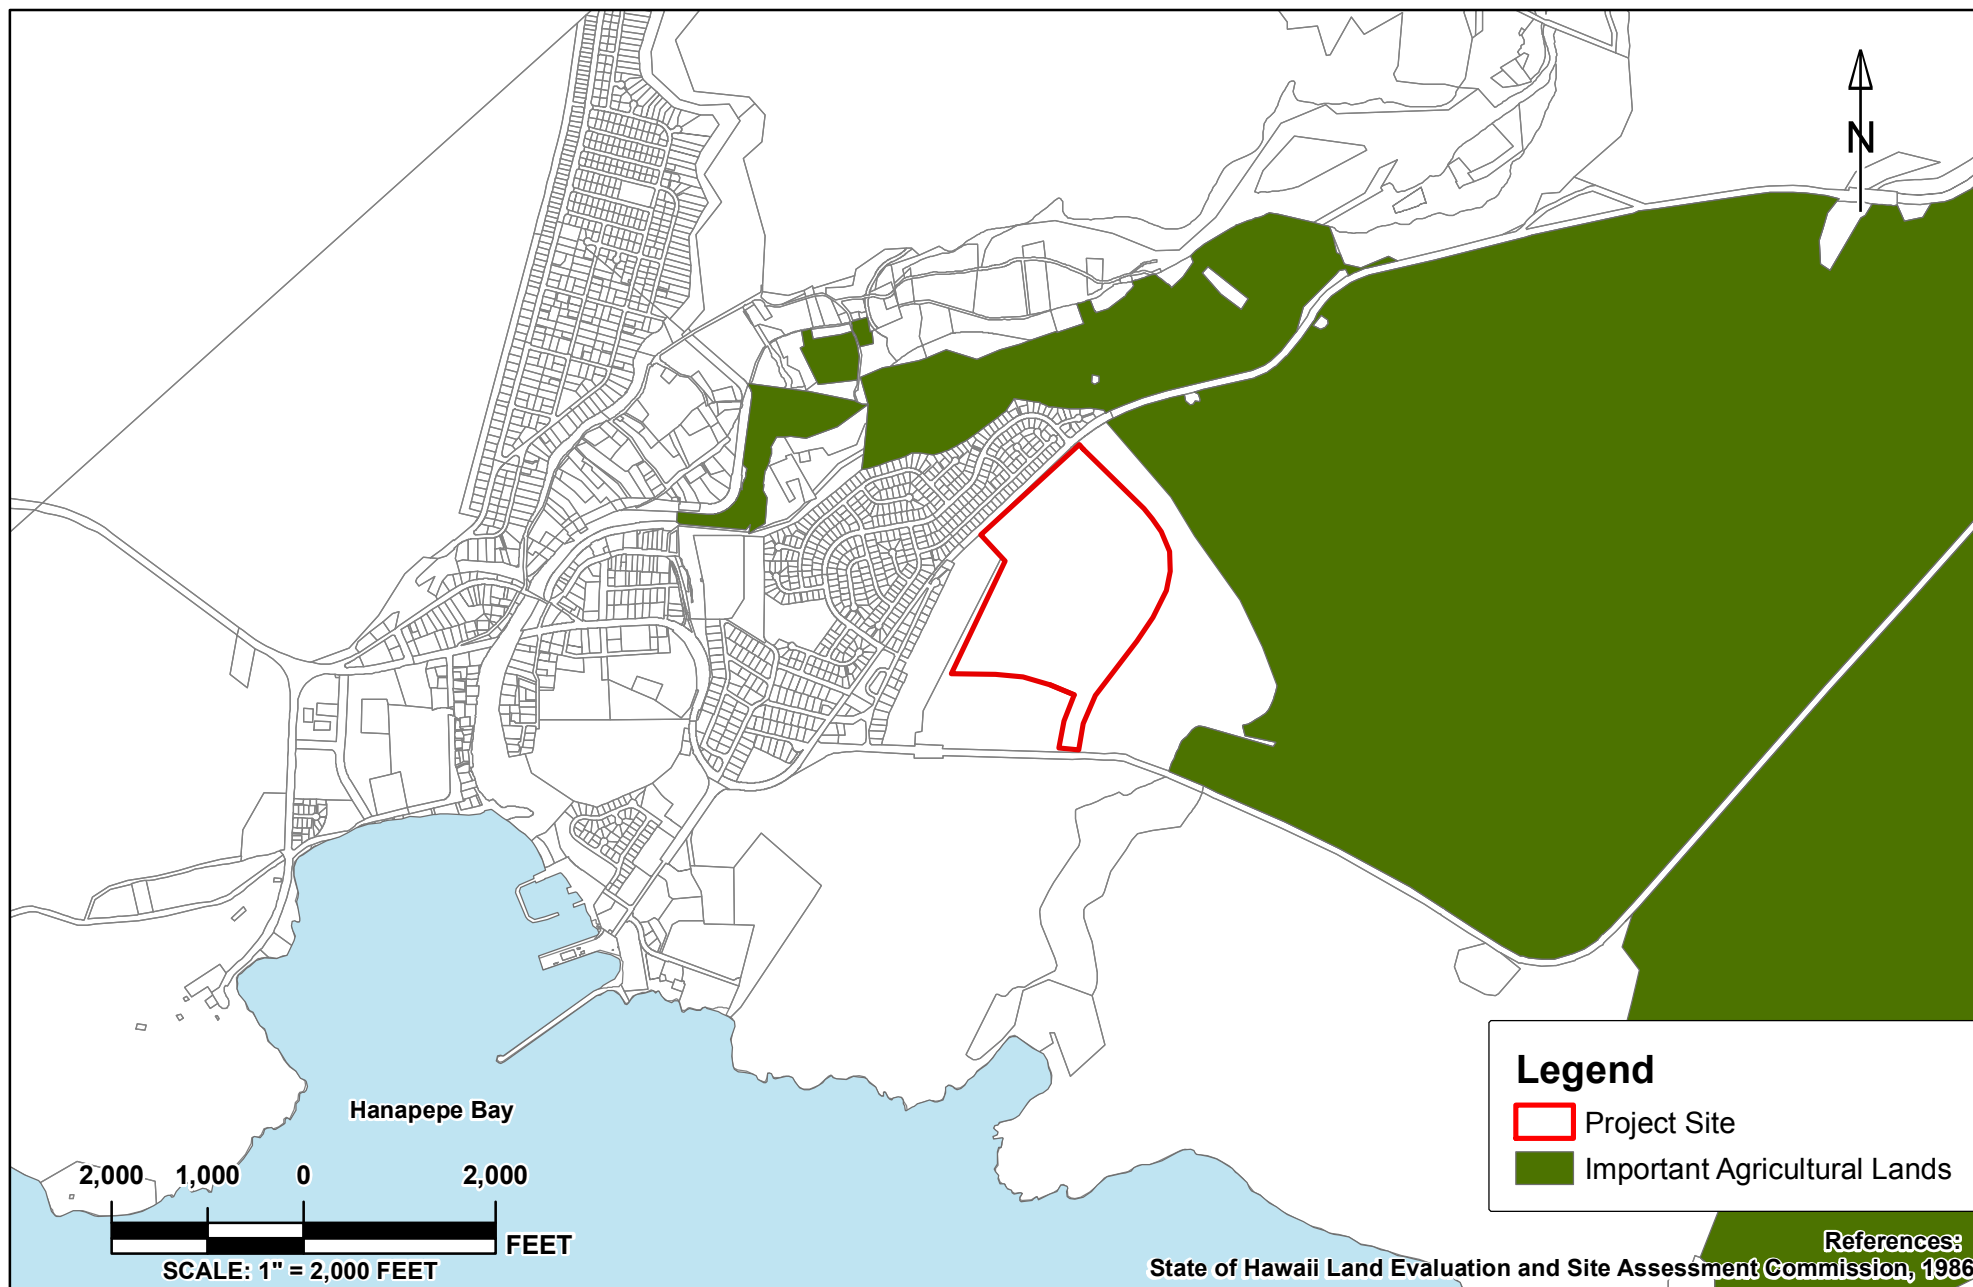 N
Hanapepe Bay
2,000 1,000 0 2,000
FEET
SCALE: 1" = 2,000 FEET
Legend
Project Site
Important Agricultural Lands
References:
State of Hawaii Land Evaluation and Site Assessment Commission, 1986